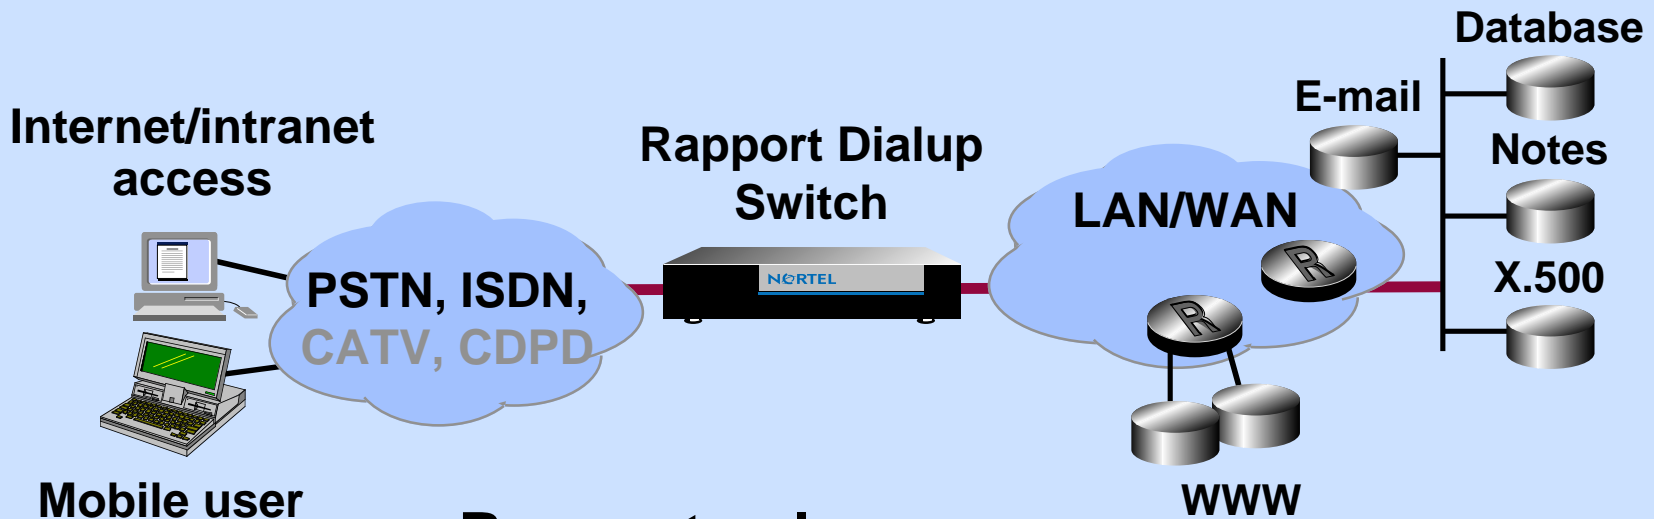 Database
E-mail
Internet/intranet
access
Rapport Dialup
Switch
Notes
LAN/WAN
PSTN, ISDN,
CATV, CDPD
NORTEL
R
X.500
R
Mobile user
WWW